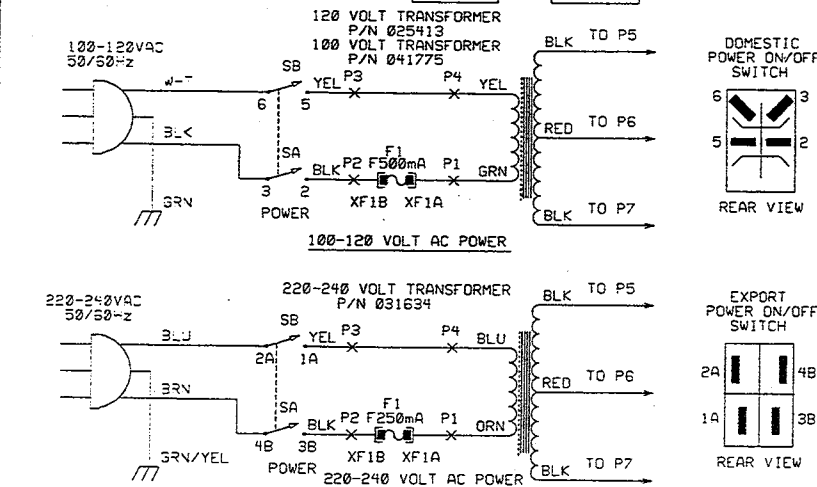 120 VOLT TRANSFORMER
P/N 025413
100 VOLT TRANSFORMER
P/N 041775
100-120VAC
50/60Hz
SB
YEL P3 P4 YEL
6 5
BLK
SA
BLK P2 F1 F500mA P1 GRN
3 2
XF1B XF1A
GRN
POWER
100-120 VOLT AC POWER
BLK TO P5
RED TO P6
BLK TO P7
DOMESTIC
POWER ON/OFF
SWITCH
6 3
5 2
REAR VIEW
220-240 VOLT TRANSFORMER
P/N 031634
220-240VAC
50/60Hz
BLU
SB
YEL P3 P4 BLU
2A 1A
BRN
SA
BLK P2 F1 F250mA P1 ORN
4B 3B
XF1B XF1A
GRN/YEL
POWER
220-240 VOLT AC POWER
BLK TO P5
RED TO P6
BLK TO P7
EXPORT
POWER ON/OFF
SWITCH
2A 4B
1A 3B
REAR VIEW